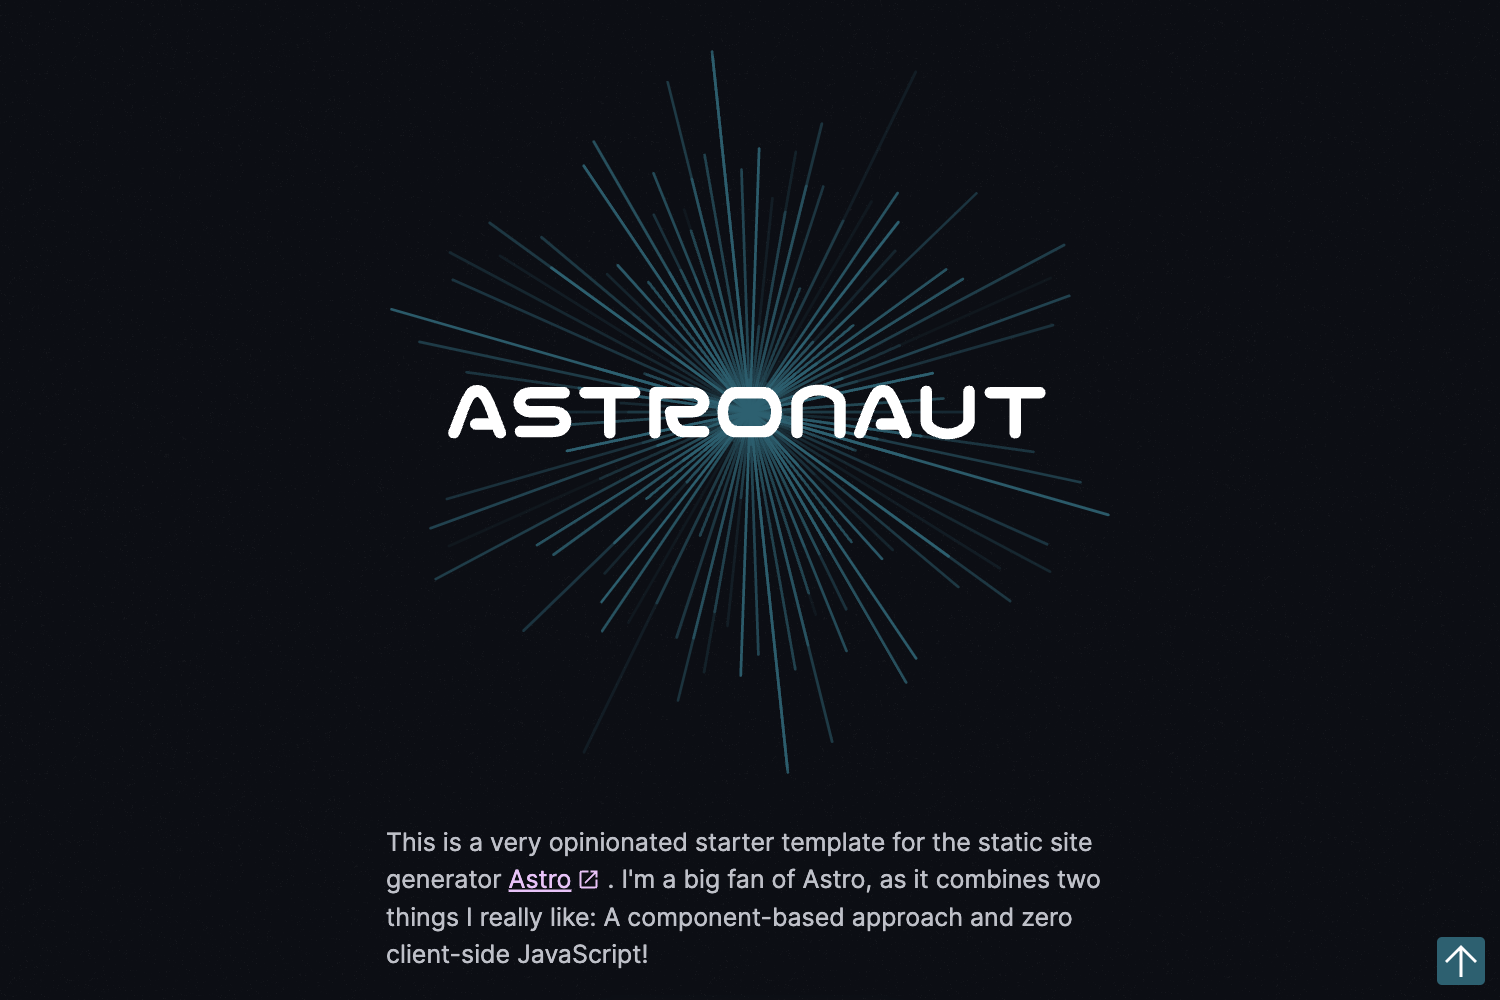 ASTRONAUT
This is a very opinionated starter template for the static site
generator Astro . I'm a big fan of Astro, as it combines two
things I really like: A component-based approach and zero
client-side JavaScript!